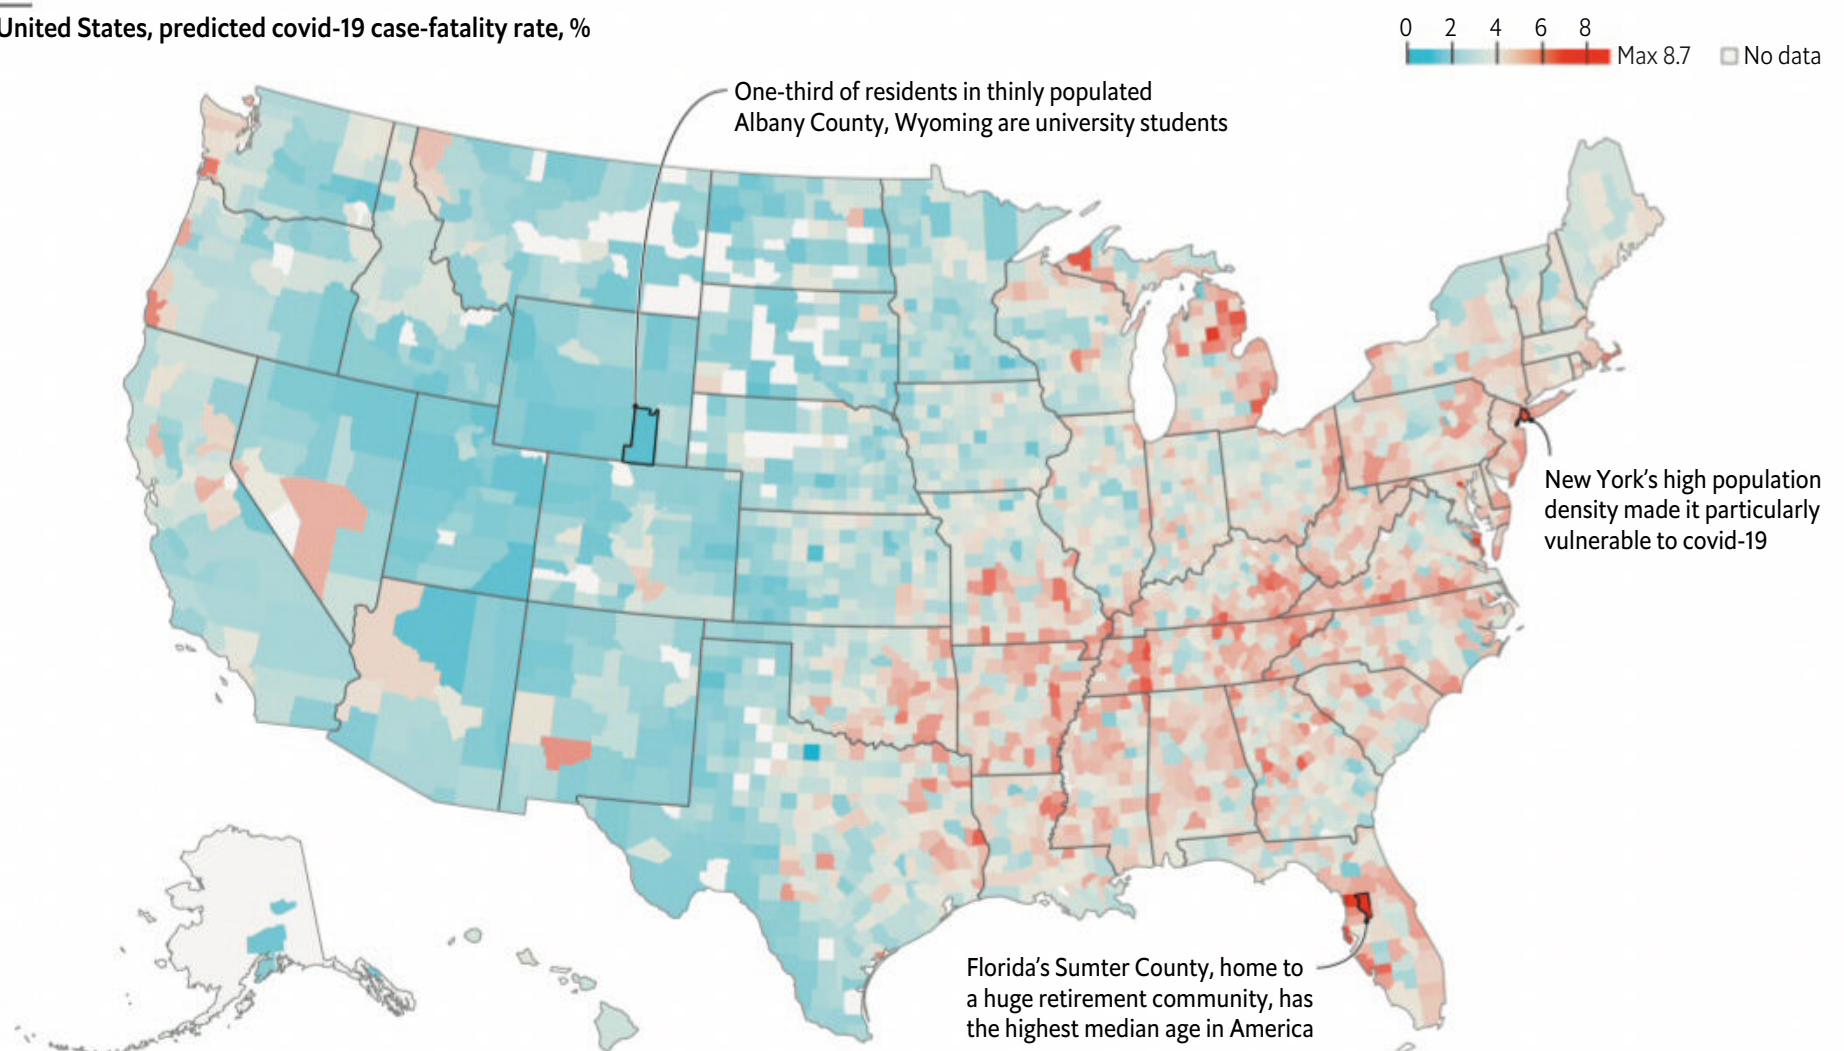 United States, predicted covid-19 case-fatality rate, %
0 2 4 6 8
Max 8.7
No data
One-third of residents in thinly populated
Albany County, Wyoming are university students
New York's high population
density made it particularly
vulnerable to covid-19
Florida's Sumter County, home to
a huge retirement community, has
the highest median age in America